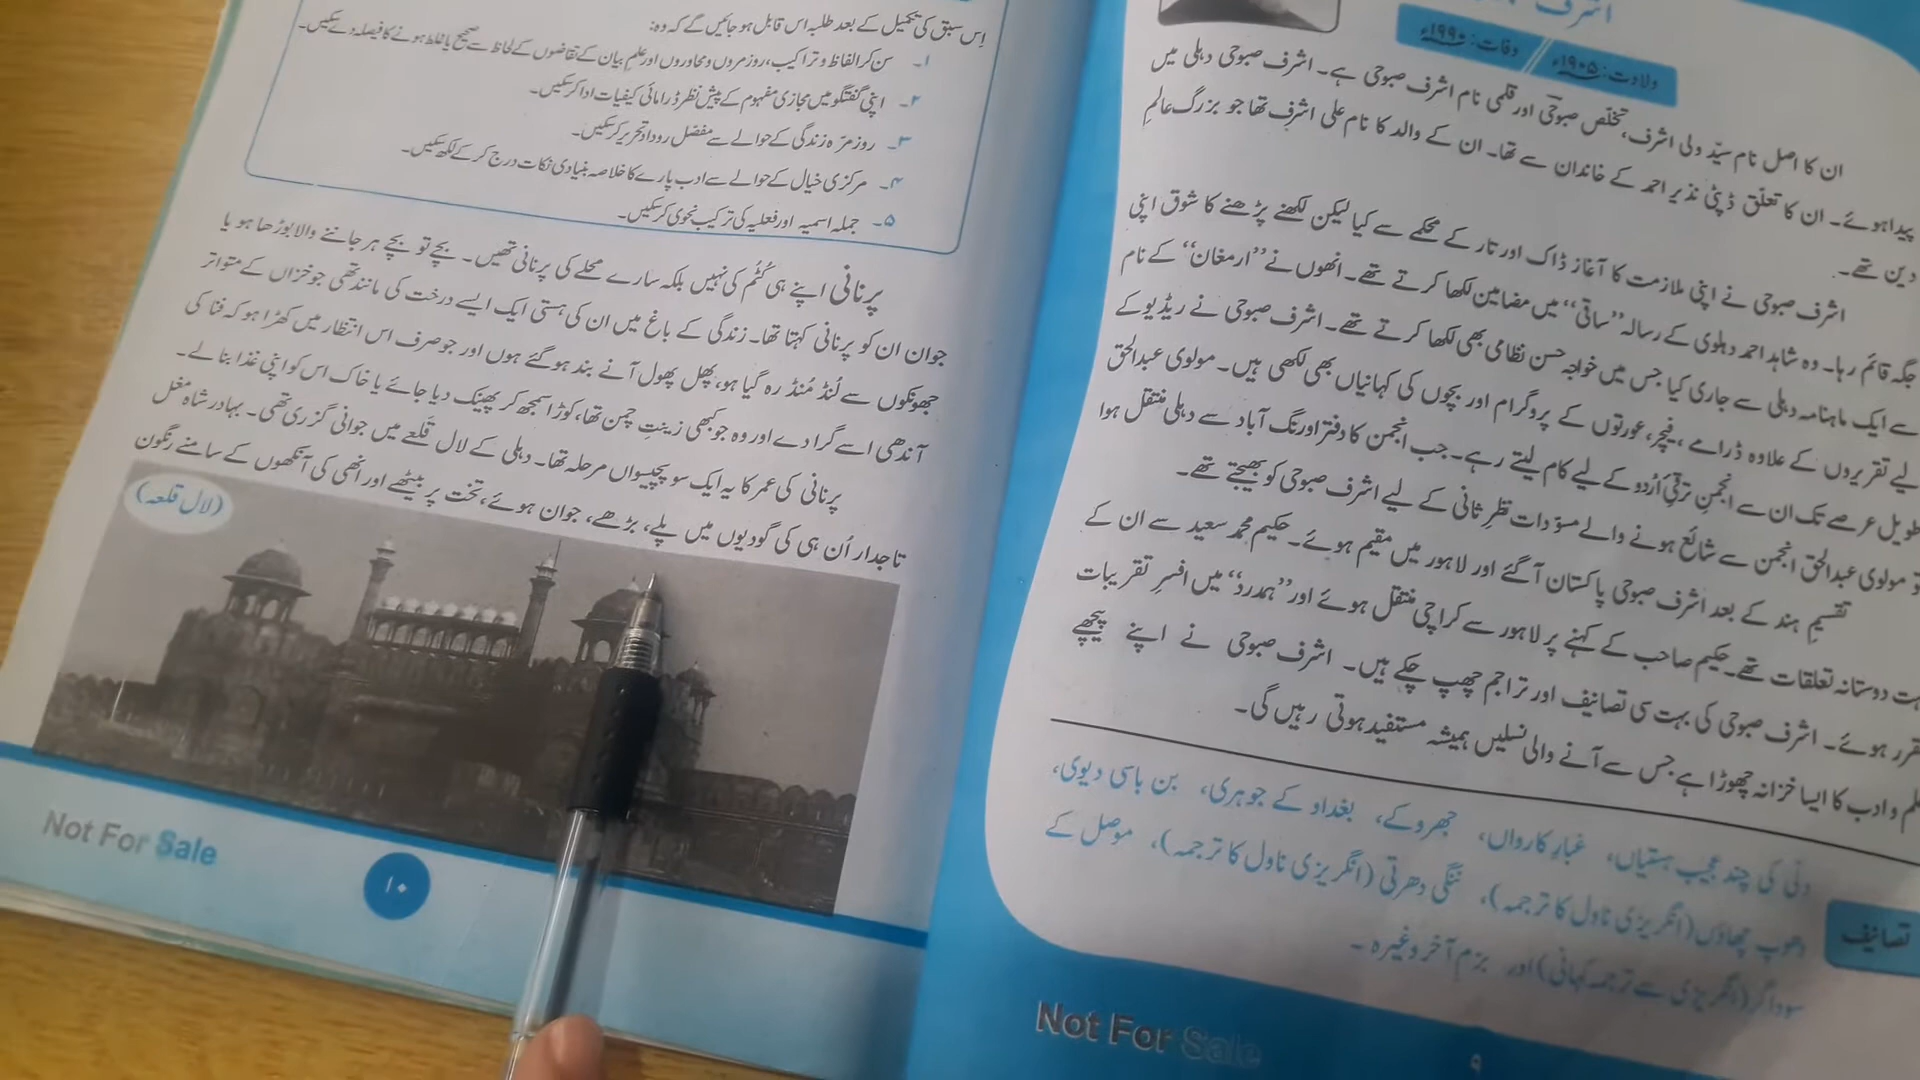 اشرف
ولادت: ۱۹۰۵ء وفات: ۱۹۹۰ء
ان کا اصل نام سیّد ولی اشرف، تخلص صبوحی اور قلمی نام اشرف صبوحی ہے۔ اشرف صبوحی دہلی میں
پیدا ہوئے۔ ان کا تعلق ڈپٹی نذیر احمد کے خاندان سے تھا۔ ان کے والد کا نام علی اشرف تھا جو بزرگ عالمِ
دین تھے۔
اشرف صبوحی نے اپنی ملازمت کا آغاز ڈاک اور تار کے محکمے سے کیا لیکن لکھنے پڑھنے کا شوق اپنی
جگہ قائم رہا۔ وہ شاہد احمد دہلوی کے رسالہ ”ساقی“ میں مضامین لکھا کرتے تھے۔ انھوں نے ”ارمغان“ کے نام
سے ایک ماہنامہ دہلی سے جاری کیا جس میں خواجہ حسن نظامی بھی لکھا کرتے تھے۔ اشرف صبوحی نے ریڈیو کے
لیے تقریروں کے علاوہ ڈرامے، فیچر، عورتوں کے پروگرام اور بچوں کی کہانیاں بھی لکھی ہیں۔ مولوی عبدالحق
طویل عرصے تک ان سے انجمن ترقیِ اُردو کے لیے کام لیتے رہے۔ جب انجمن کا دفتر اورنگ آباد سے دہلی منتقل ہوا
تو مولوی عبدالحق انجمن سے شائع ہونے والے مسوّدات نظرِ ثانی کے لیے اشرف صبوحی کو بھیجتے تھے۔
تقسیمِ ہند کے بعد اشرف صبوحی پاکستان آگئے اور لاہور میں مقیم ہوئے۔ حکیم محمد سعید سے ان کے
بہت دوستانہ تعلقات تھے۔ حکیم صاحب کے کہنے پر لاہور سے کراچی منتقل ہوئے اور ”ہمدرد“ میں افسرِ تقریبات
مقرر ہوئے۔ اشرف صبوحی کی بہت سی تصانیف اور تراجم چھپ چکے ہیں۔ اشرف صبوحی نے اپنے پیچھے
علم و ادب کا ایسا خزانہ چھوڑا ہے جس سے آنے والی نسلیں ہمیشہ مستفید ہوتی رہیں گی۔
تصانیف
دلّی کی چند عجیب ہستیاں، غبارِ کارواں، جھروکے، بغداد کے جوہری، بن باسی دیوی،
دھوپ چھاؤں (انگریزی ناول کا ترجمہ)، ننگی دھرتی (انگریزی ناول کا ترجمہ)، موصل کے
سوداگر (انگریزی سے ترجمہ کہانی) اور بزمِ آخر وغیرہ۔
Not For Sale
۹
اِس سبق کی تکمیل کے بعد طلبہ اس قابل ہو جائیں گے کہ وہ:
۱۔ سن کر الفاظ و تراکیب، روزمروں و محاوروں اور علمِ بیان کے تقاضوں کے لحاظ سے صحیح یا غلط ہونے کا فیصلہ دے سکیں۔
۲۔ اپنی گفتگو میں مجازی مفہوم کے پیش نظر ڈرامائی کیفیات ادا کر سکیں۔
۳۔ روزمرّہ زندگی کے حوالے سے مفصّل روداد تحریر کر سکیں۔
۴۔ مرکزی خیال کے حوالے سے ادب پارے کا خلاصہ بنیادی نکات درج کر کے لکھ سکیں۔
۵۔ جملہ اسمیہ اور فعلیہ کی ترکیبِ نحوی کر سکیں۔
پرنانی اپنے ہی کُٹُم کی نہیں بلکہ سارے محلے کی پرنانی تھیں۔ بچے تو بچے ہر جاننے والا بوڑھا ہو یا
جوان ان کو پرنانی کہتا تھا۔ زندگی کے باغ میں ان کی ہستی ایک ایسے درخت کی مانند تھی جو خزاں کے متواتر
جھونکوں سے لُنڈ مُنڈ رہ گیا ہو، پھل پھول آنے بند ہو گئے ہوں اور جو صرف اس انتظار میں کھڑا ہو کہ فنا کی
آندھی اسے گرا دے اور وہ جو کبھی زینتِ چمن تھا، کوڑا سمجھ کر پھینک دیا جائے یا خاک اس کو اپنی غذا بنا لے۔
پرنانی کی عمر کا یہ ایک سو پچیسواں مرحلہ تھا۔ دہلی کے لال قلعے میں جوانی گزری تھی۔ بہادر شاہ مغل
تاجدار اُن ہی کی گودیوں میں پلے، بڑھے، جوان ہوئے، تخت پر بیٹھے اور انھی کی آنکھوں کے سامنے رنگون
(لال قلعہ)
Not For Sale
۱۰